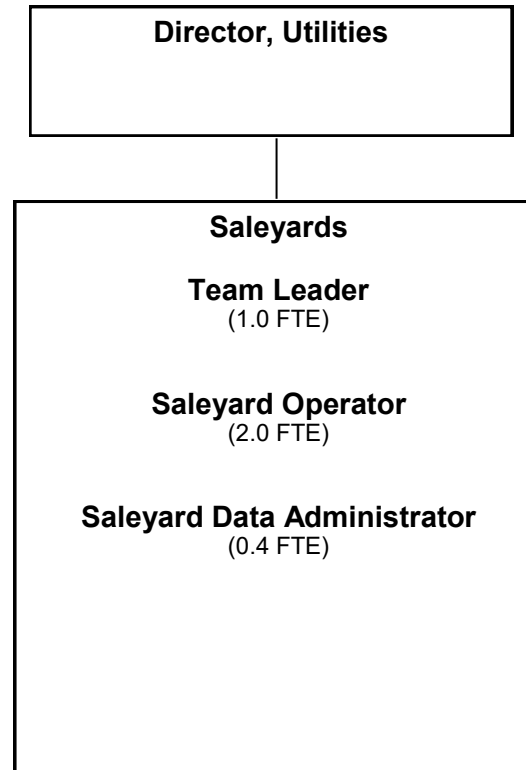 Director, Utilities
Saleyards
Team Leader
(1.0 FTE)
Saleyard Operator
(2.0 FTE)
Saleyard Data Administrator
(0.4 FTE)